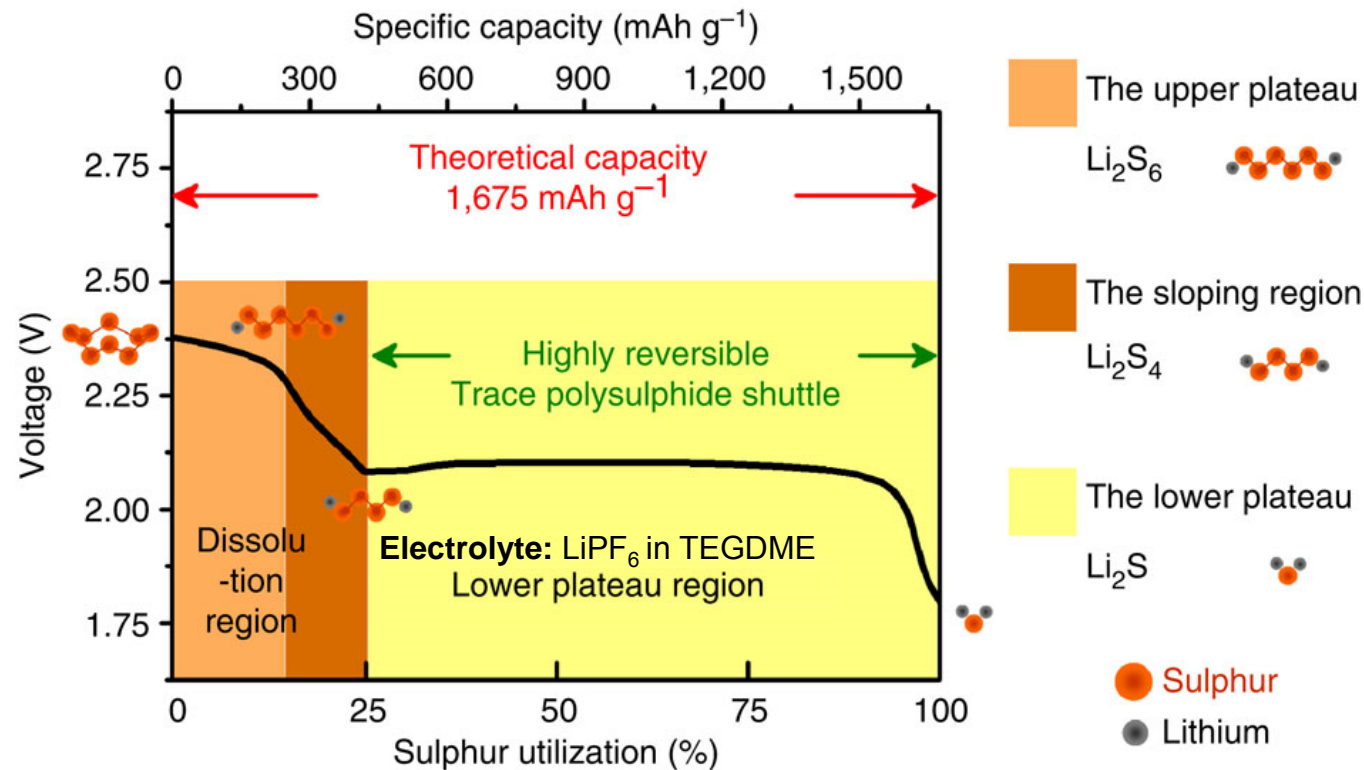 Specific capacity (mAh g⁻¹)
0 300 600 900 1,200 1,500
Theoretical capacity
1,675 mAh g⁻¹
2.75
2.50
2.25
2.00
1.75
Voltage (V)
Highly reversible
Trace polysulphide shuttle
Dissolu
-tion
region
Electrolyte: LiPF₆ in TEGDME
Lower plateau region
0 25 50 75 100
Sulphur utilization (%)
The upper plateau
Li₂S₆
The sloping region
Li₂S₄
The lower plateau
Li₂S
Sulphur
Lithium